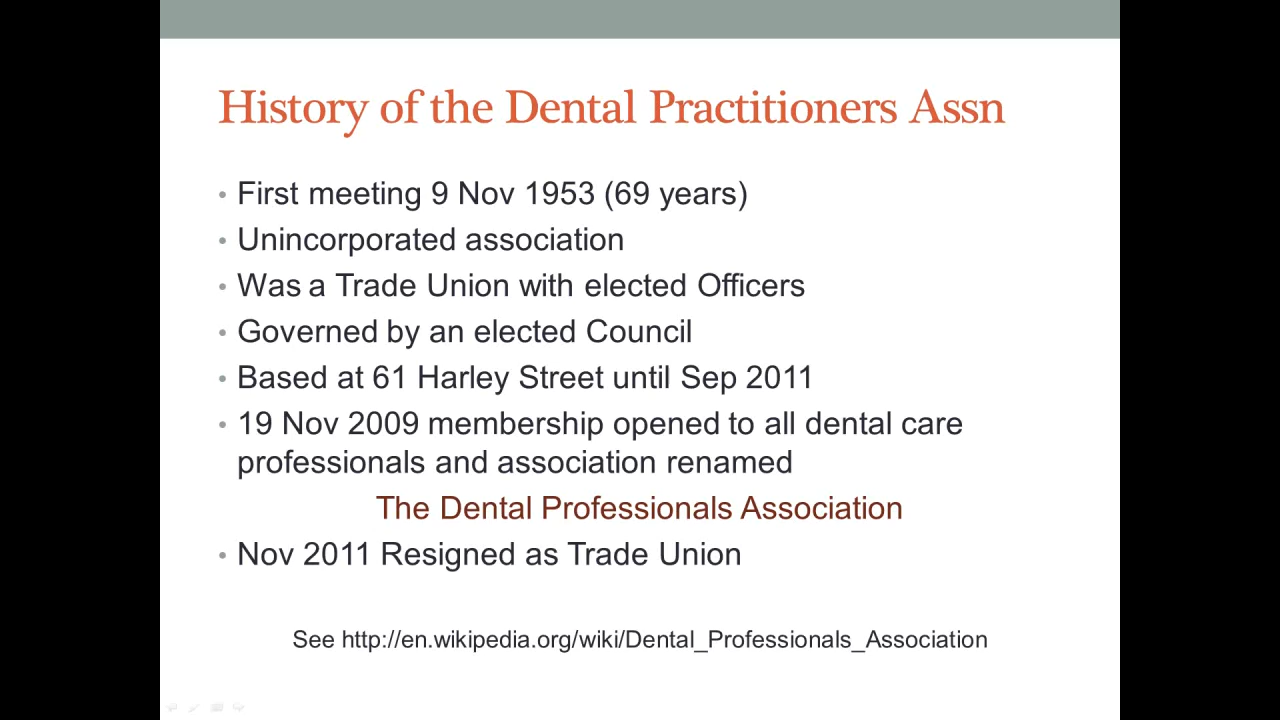 History of the Dental Practitioners Assn
• First meeting 9 Nov 1953 (69 years)
• Unincorporated association
• Was a Trade Union with elected Officers
• Governed by an elected Council
• Based at 61 Harley Street until Sep 2011
• 19 Nov 2009 membership opened to all dental care
professionals and association renamed
The Dental Professionals Association
• Nov 2011 Resigned as Trade Union
See http://en.wikipedia.org/wiki/Dental_Professionals_Association